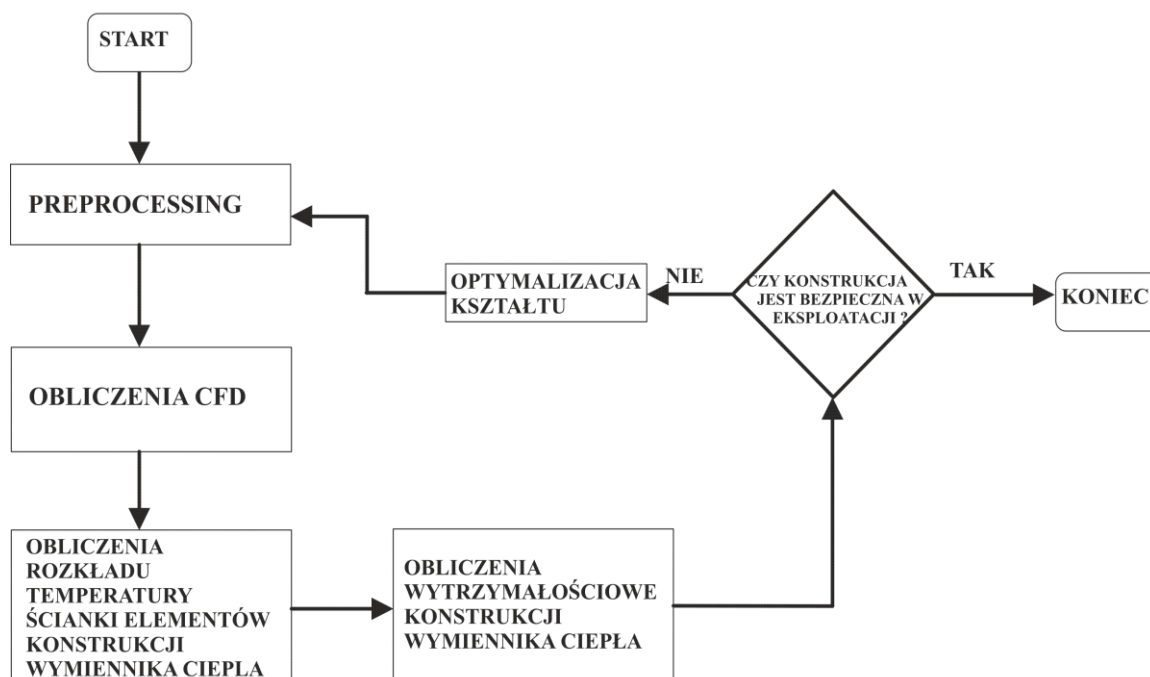 START
PREPROCESSING
OBLICZENIA CFD
OBLICZENIA
ROZKŁADU
TEMPERATURY
ŚCIANKI ELEMENTÓW
KONSTRUKCJI
WYMIENNIKA CIEPLA
OBLICZENIA
WYTRZYMAŁOŚCIOWE
KONSTRUKCJI
WYMIENNIKA CIEPŁA
CZY KONSTRUKCJA
JEST BEZPIECZNA W
EKSPLOATACJI ?
NIE
OPTYMALIZACJA
KSZTAŁTU
TAK
KONIEC